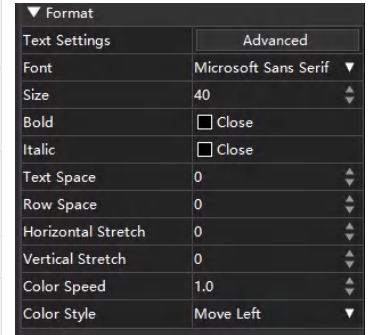 ▼ Format
Text Settings Advanced
Font Microsoft Sans Serif ▼
Size 40
Bold Close
Italic Close
Text Space 0
Row Space 0
Horizontal Stretch 0
Vertical Stretch 0
Color Speed 1.0
Color Style Move Left ▼